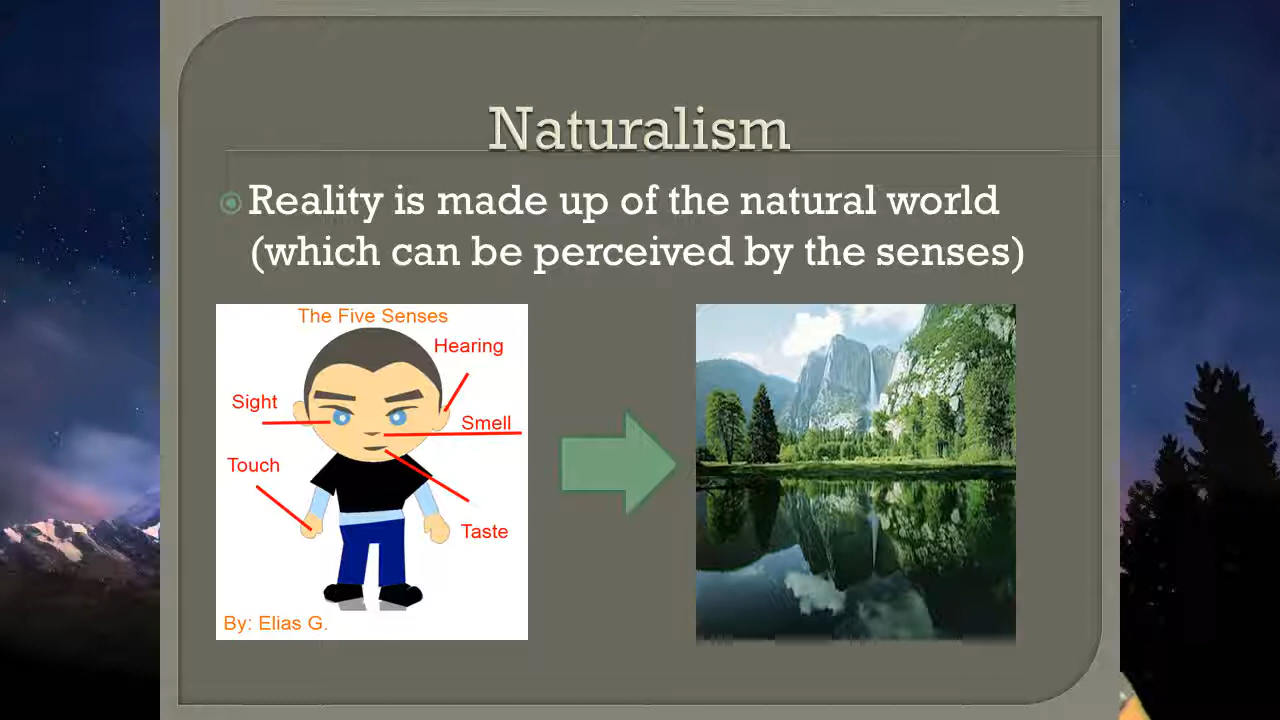 Naturalism
Reality is made up of the natural world
(which can be perceived by the senses)
The Five Senses
Hearing
Sight
Smell
Touch
Taste
By: Elias G.